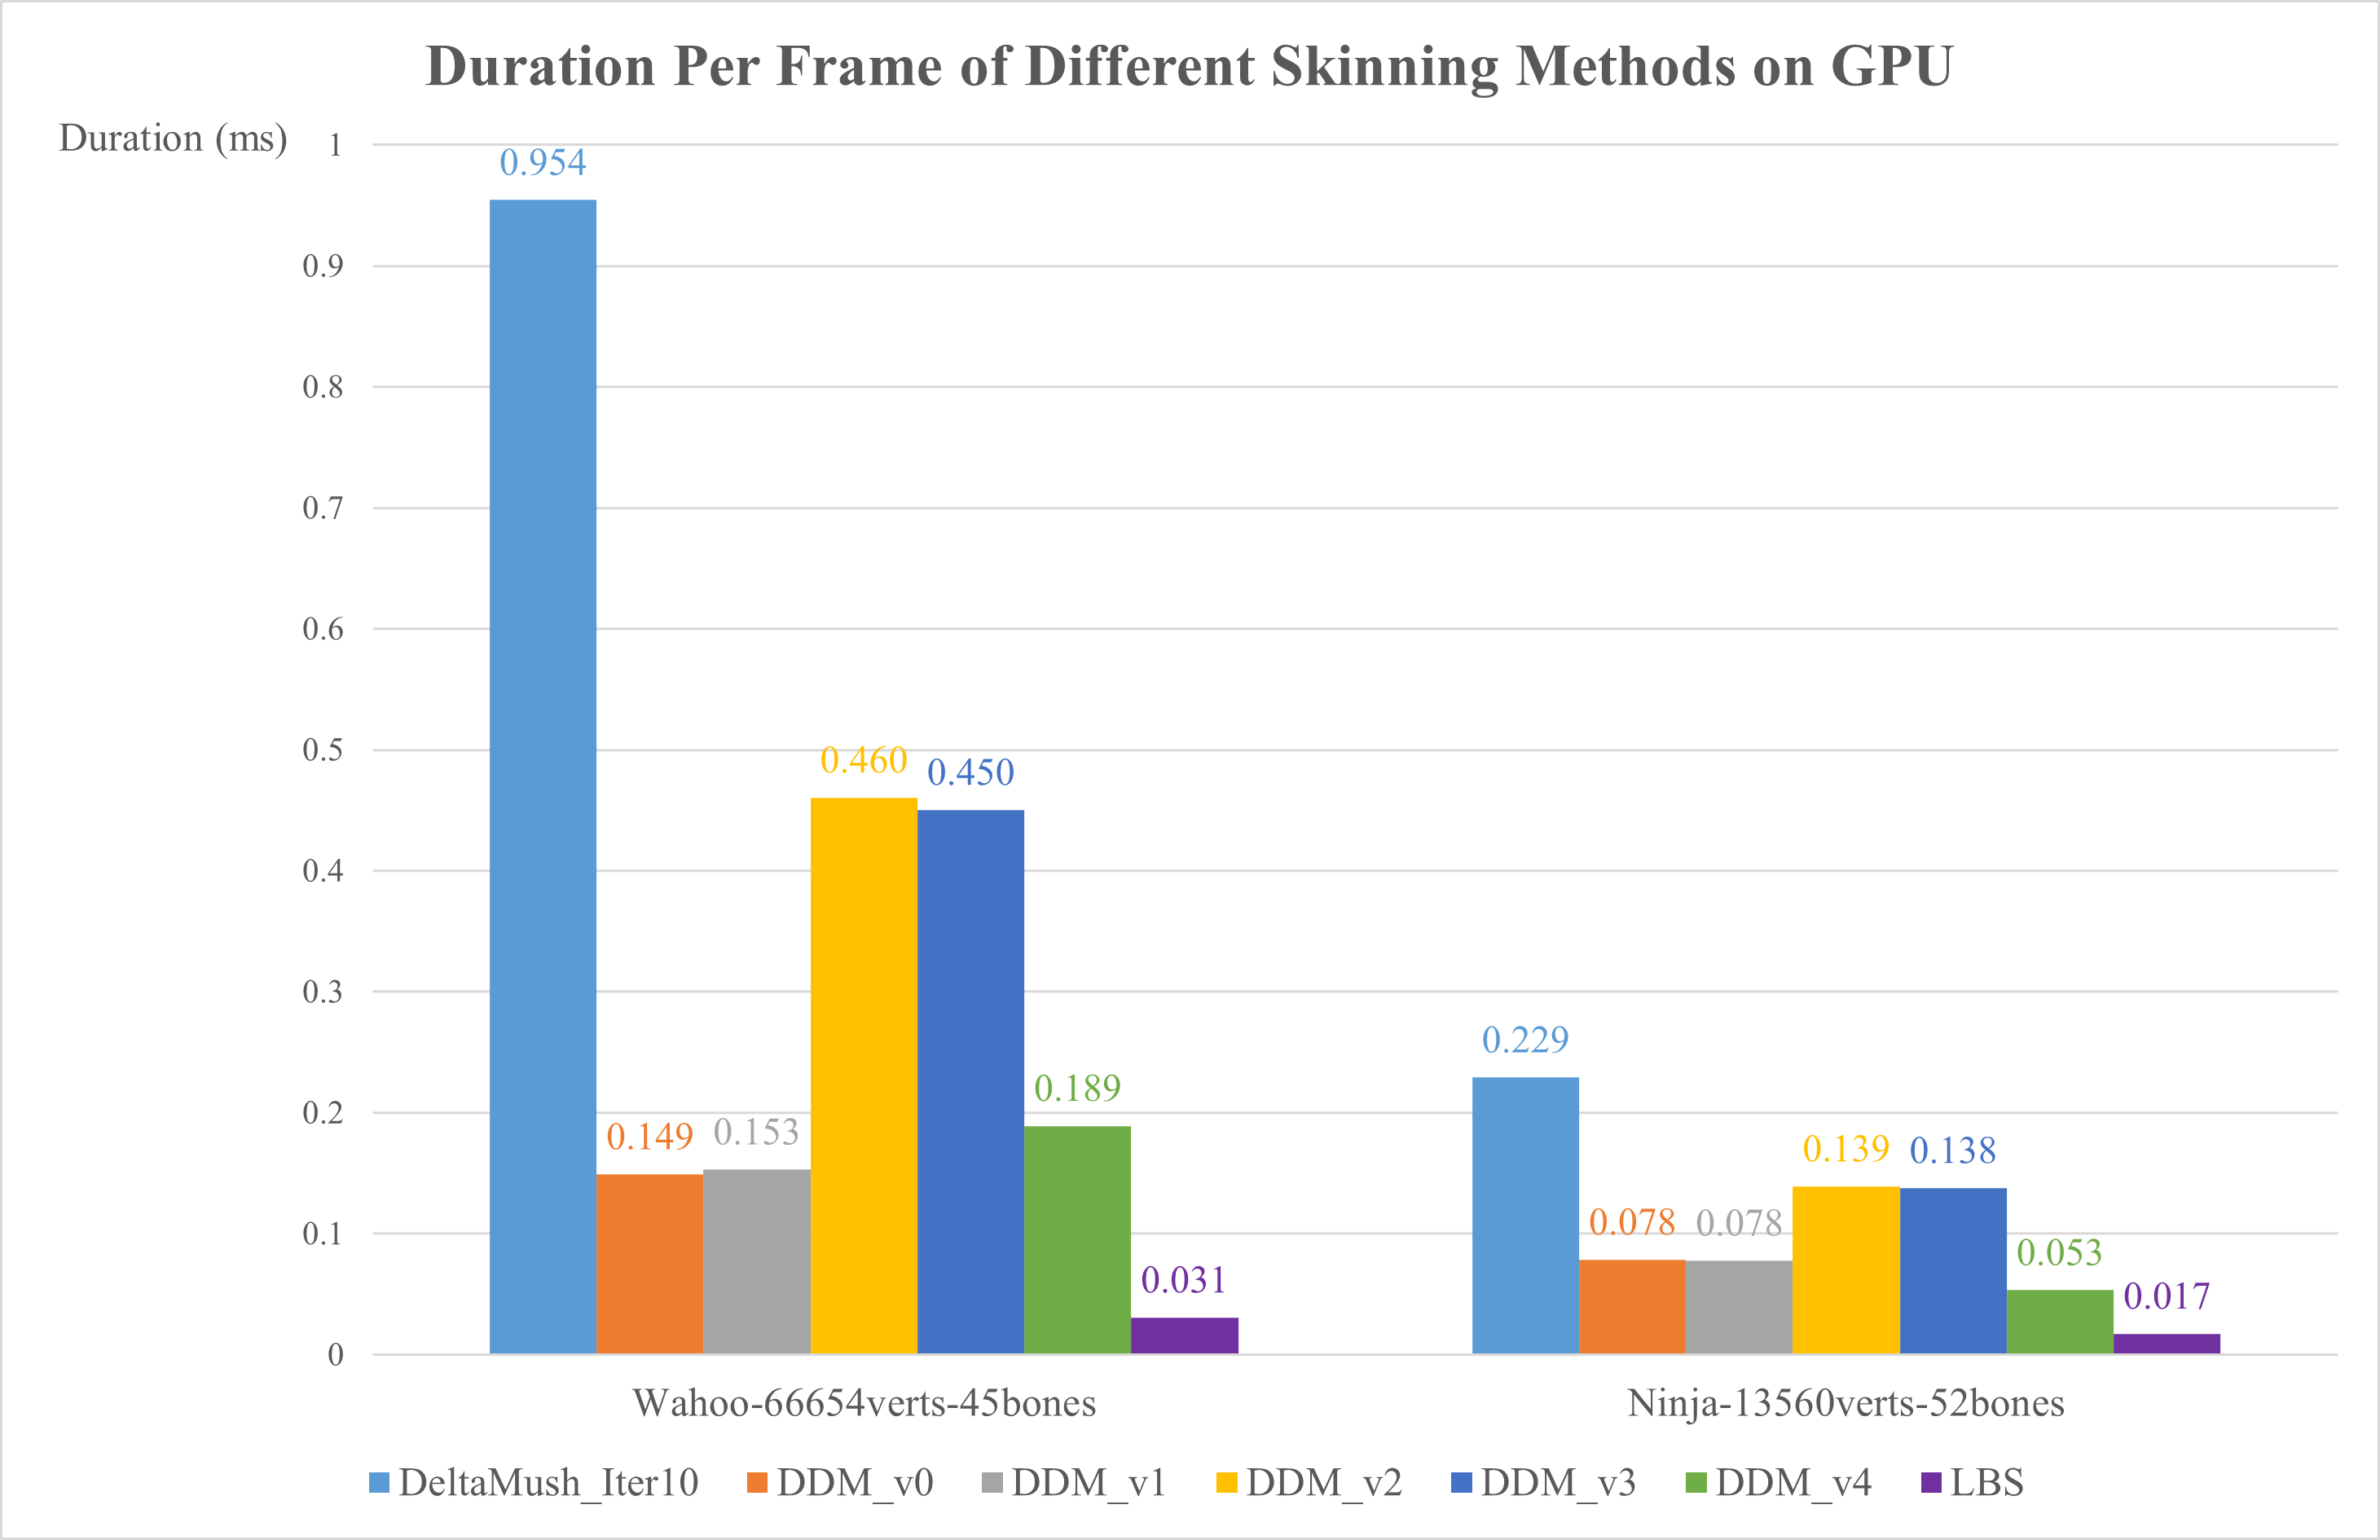 Duration Per Frame of Different Skinning Methods on GPU
Duration (ms)
1
0.9
0.8
0.7
0.6
0.5
0.4
0.3
0.2
0.1
0
0.954
0.149
0.153
0.460
0.450
0.189
0.031
0.229
0.078
0.078
0.139
0.138
0.053
0.017
Wahoo-66654verts-45bones
Ninja-13560verts-52bones
DeltaMush_Iter10
DDM_v0
DDM_v1
DDM_v2
DDM_v3
DDM_v4
LBS